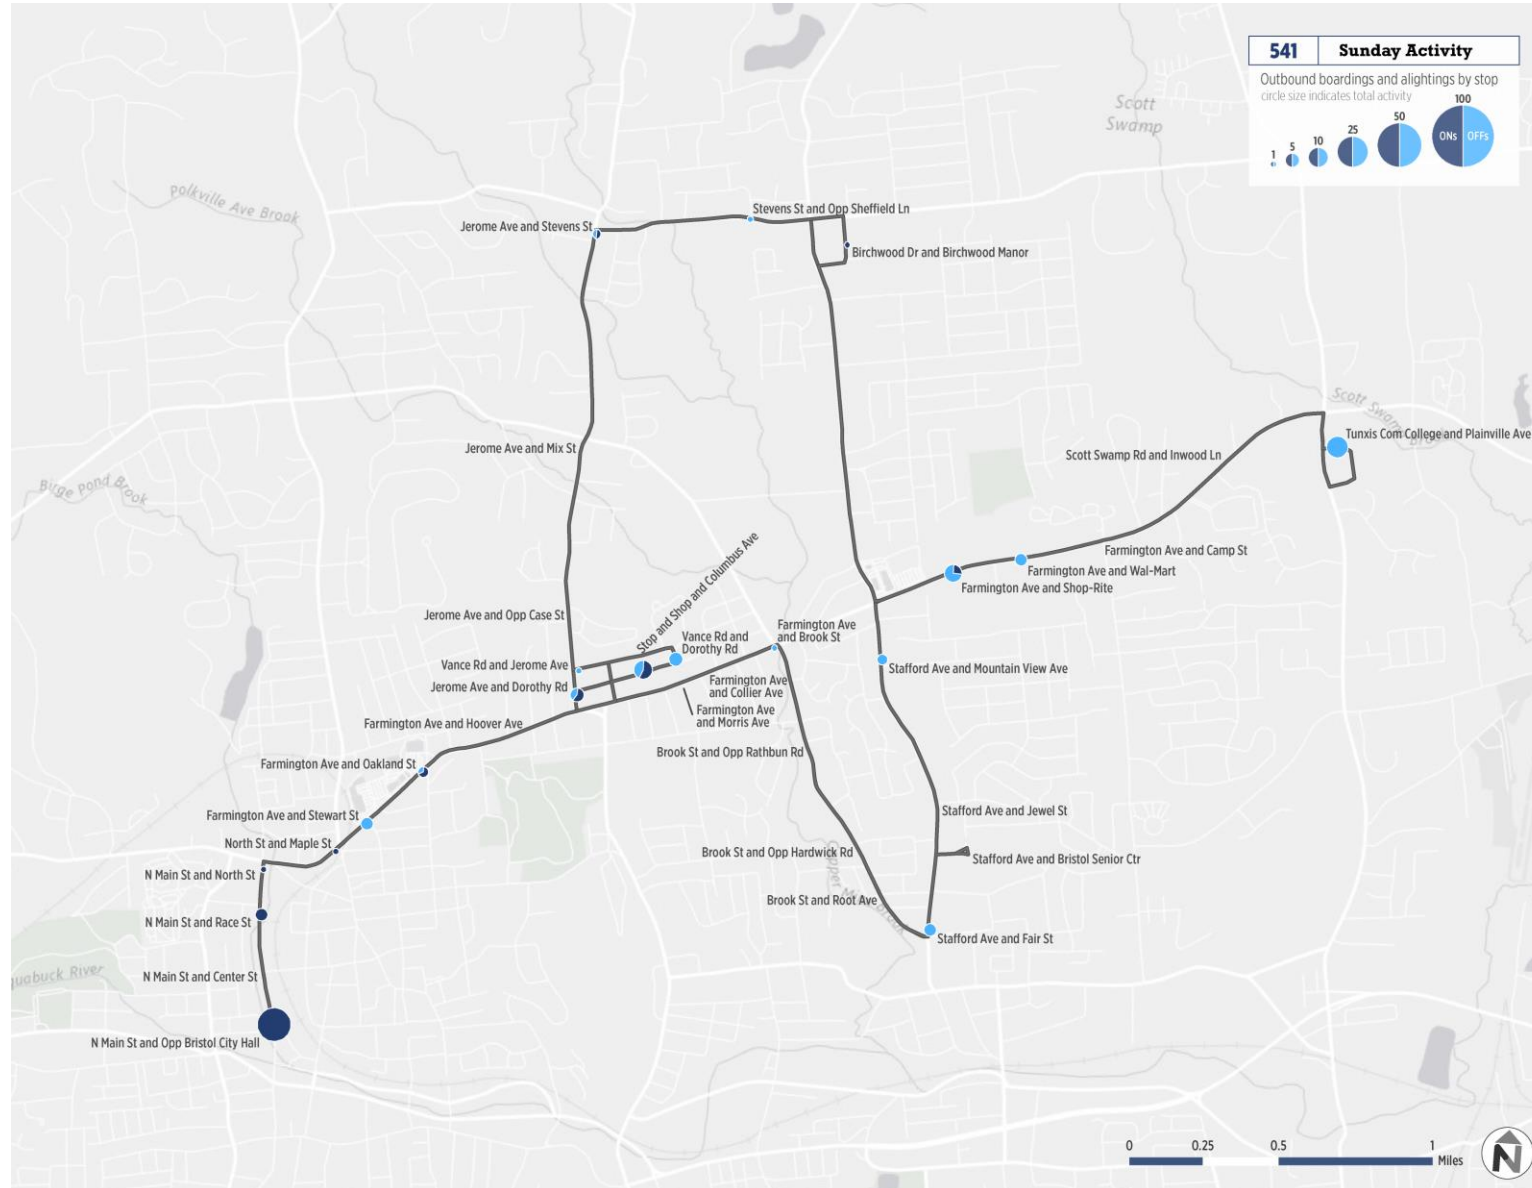 541 Sunday Activity
Outbound boardings and alightings by stop
circle size indicates total activity
1 5 10 25 50 100
ONs OFFs
Scott
Swamp
Polkville Ave Brook
Stevens St and Opp Sheffield Ln
Jerome Ave and Stevens St
Birchwood Dr and Birchwood Manor
Scott Swamp Brook
Tunxis Com College and Plainville Ave
Jerome Ave and Mix St
Scott Swamp Rd and Inwood Ln
Birge Pond Brook
Stop and Shop and Columbus Ave
Farmington Ave and Camp St
Farmington Ave and Wal-Mart
Farmington Ave and Shop-Rite
Jerome Ave and Opp Case St
Farmington Ave
and Brook St
Vance Rd and
Dorothy Rd
Vance Rd and Jerome Ave
Stafford Ave and Mountain View Ave
Jerome Ave and Dorothy Rd
Farmington Ave
and Collier Ave
Farmington Ave
and Morris Ave
Farmington Ave and Hoover Ave
Brook St and Opp Rathbun Rd
Farmington Ave and Oakland St
Farmington Ave and Stewart St
Stafford Ave and Jewel St
North St and Maple St
Brook St and Opp Hardwick Rd
Stafford Ave and Bristol Senior Ctr
N Main St and North St
Brook St and Root Ave
N Main St and Race St
Stafford Ave and Fair St
quabuck River
N Main St and Center St
N Main St and Opp Bristol City Hall
0 0.25 0.5 1
Miles
N